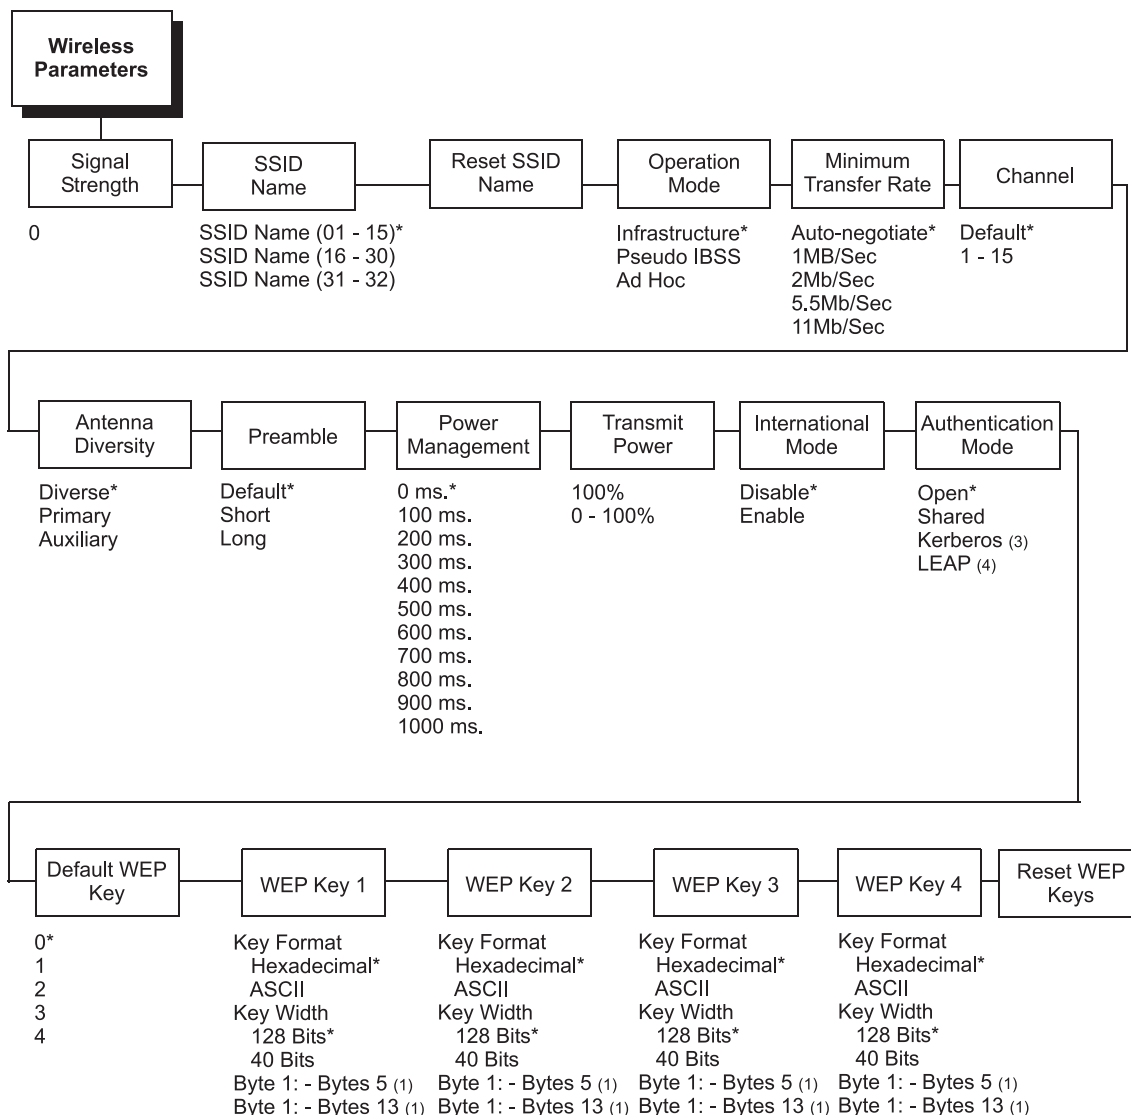 Wireless
Parameters
Signal
Strength
0
SSID
Name
SSID Name (01 - 15)*
SSID Name (16 - 30)
SSID Name (31 - 32)
Reset SSID
Name
Operation
Mode
Infrastructure*
Pseudo IBSS
Ad Hoc
Minimum
Transfer Rate
Auto-negotiate*
1MB/Sec
2Mb/Sec
5.5Mb/Sec
11Mb/Sec
Channel
Default*
1 - 15
Antenna
Diversity
Diverse*
Primary
Auxiliary
Preamble
Default*
Short
Long
Power
Management
0 ms.*
100 ms.
200 ms.
300 ms.
400 ms.
500 ms.
600 ms.
700 ms.
800 ms.
900 ms.
1000 ms.
Transmit
Power
100%
0 - 100%
International
Mode
Disable*
Enable
Authentication
Mode
Open*
Shared
Kerberos (3)
LEAP (4)
Default WEP
Key
0*
1
2
3
4
WEP Key 1
Key Format
Hexadecimal*
ASCII
Key Width
128 Bits*
40 Bits
Byte 1: - Bytes 5 (1)
Byte 1: - Bytes 13 (1)
WEP Key 2
Key Format
Hexadecimal*
ASCII
Key Width
128 Bits*
40 Bits
Byte 1: - Bytes 5 (1)
Byte 1: - Bytes 13 (1)
WEP Key 3
Key Format
Hexadecimal*
ASCII
Key Width
128 Bits*
40 Bits
Byte 1: - Bytes 5 (1)
Byte 1: - Bytes 13 (1)
WEP Key 4
Key Format
Hexadecimal*
ASCII
Key Width
128 Bits*
40 Bits
Byte 1: - Bytes 5 (1)
Byte 1: - Bytes 13 (1)
Reset WEP
Keys